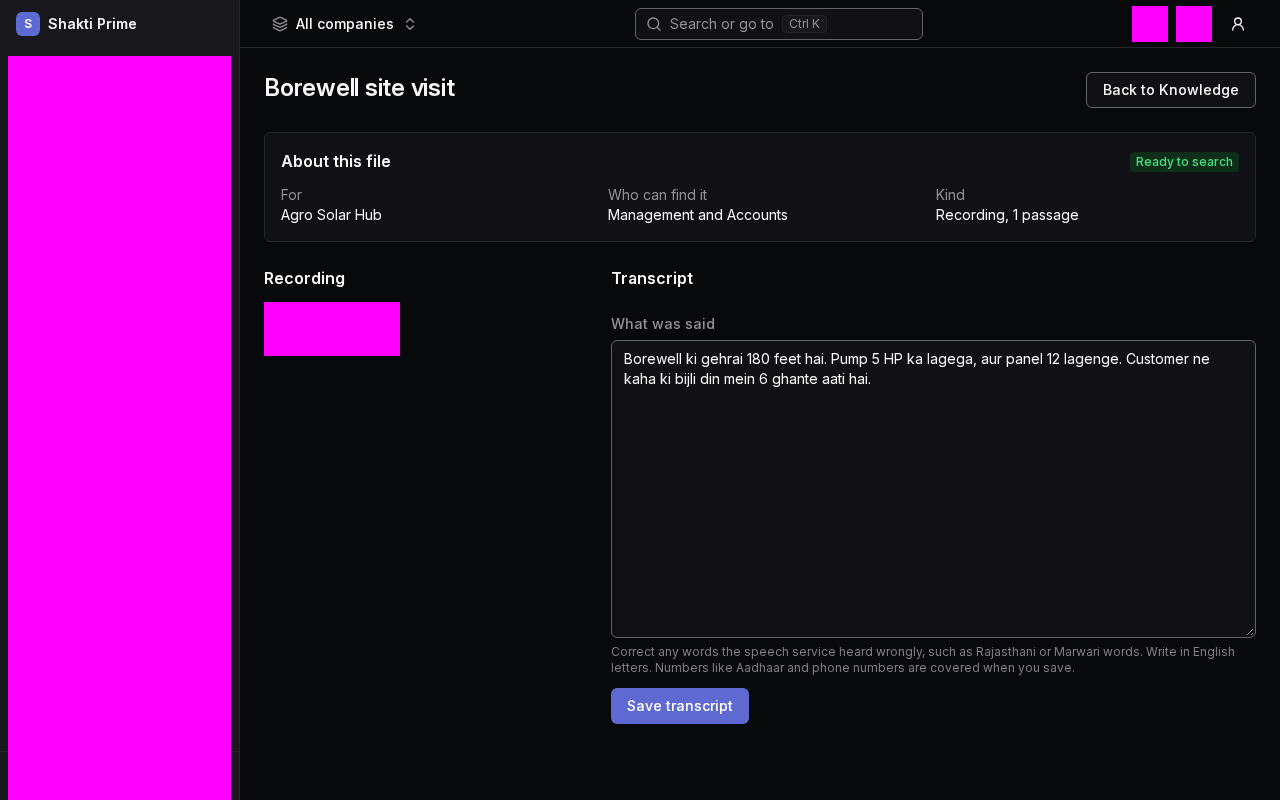 S Shakti Prime
All companies
Search or go to Ctrl K
Borewell site visit
Back to Knowledge
About this file
Ready to search
For
Agro Solar Hub
Who can find it
Management and Accounts
Kind
Recording, 1 passage
Recording
Transcript
What was said
Borewell ki gehrai 180 feet hai. Pump 5 HP ka lagega, aur panel 12 lagenge. Customer ne
kaha ki bijli din mein 6 ghante aati hai.
Correct any words the speech service heard wrongly, such as Rajasthani or Marwari words. Write in English
letters. Numbers like Aadhaar and phone numbers are covered when you save.
Save transcript